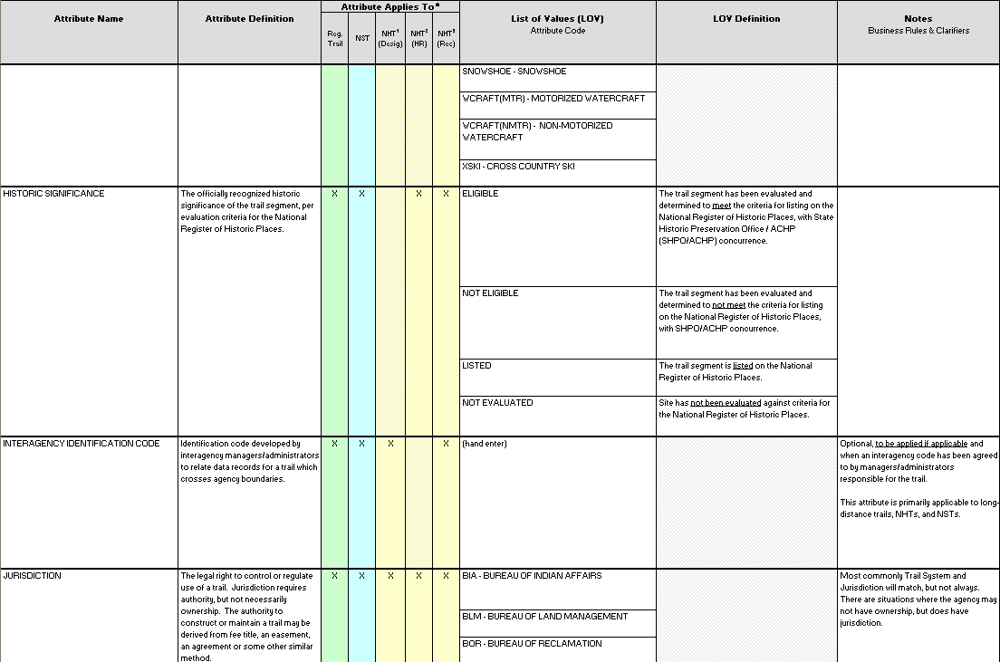 Attribute Name
Attribute Definition
Attribute Applies To*
Reg.
Trail
NST
NHT¹
(Desig)
NHT²
(HR)
NHT³
(Rec)
List of Values (LOV)
Attribute Code
LOV Definition
Notes
Business Rules & Clarifiers
SNOWSHOE - SNOWSHOE
WCRAFT(MTR) - MOTORIZED WATERCRAFT
WCRAFT(NMTR) - NON-MOTORIZED
WATERCRAFT
XSKI - CROSS COUNTRY SKI
HISTORIC SIGNIFICANCE
The officially recognized historic
significance of the trail segment, per
evaluation criteria for the National
Register of Historic Places.
X X X X
ELIGIBLE
The trail segment has been evaluated and
determined to meet the criteria for listing on the
National Register of Historic Places, with State
Historic Preservation Office / ACHP
(SHPO/ACHP) concurrence.
NOT ELIGIBLE
The trail segment has been evaluated and
determined to not meet the criteria for listing
on the National Register of Historic Places,
with SHPO/ACHP concurrence.
LISTED
The trail segment is listed on the National
Register of Historic Places.
NOT EVALUATED
Site has not been evaluated against criteria for
the National Register of Historic Places.
INTERAGENCY IDENTIFICATION CODE
Identification code developed by
interagency managers/administrators
to relate data records for a trail which
crosses agency boundaries.
X X X X
(hand enter)
Optional, to be applied if applicable and
when an interagency code has been agreed
to by managers/administrators
responsible for the trail.
This attribute is primarily applicable to long-
distance trails, NHTs, and NSTs.
JURISDICTION
The legal right to control or regulate
use of a trail. Jurisdiction requires
authority, but not necessarily
ownership. The authority to
construct or maintain a trail may be
derived from fee title, an easement,
an agreement or some other similar
method.
X X X X X
BIA - BUREAU OF INDIAN AFFAIRS
BLM - BUREAU OF LAND MANAGEMENT
BOR - BUREAU OF RECLAMATION
Most commonly Trail System and
Jurisdiction will match, but not always.
There are situations where the agency may
not have ownership, but does have
jurisdiction.